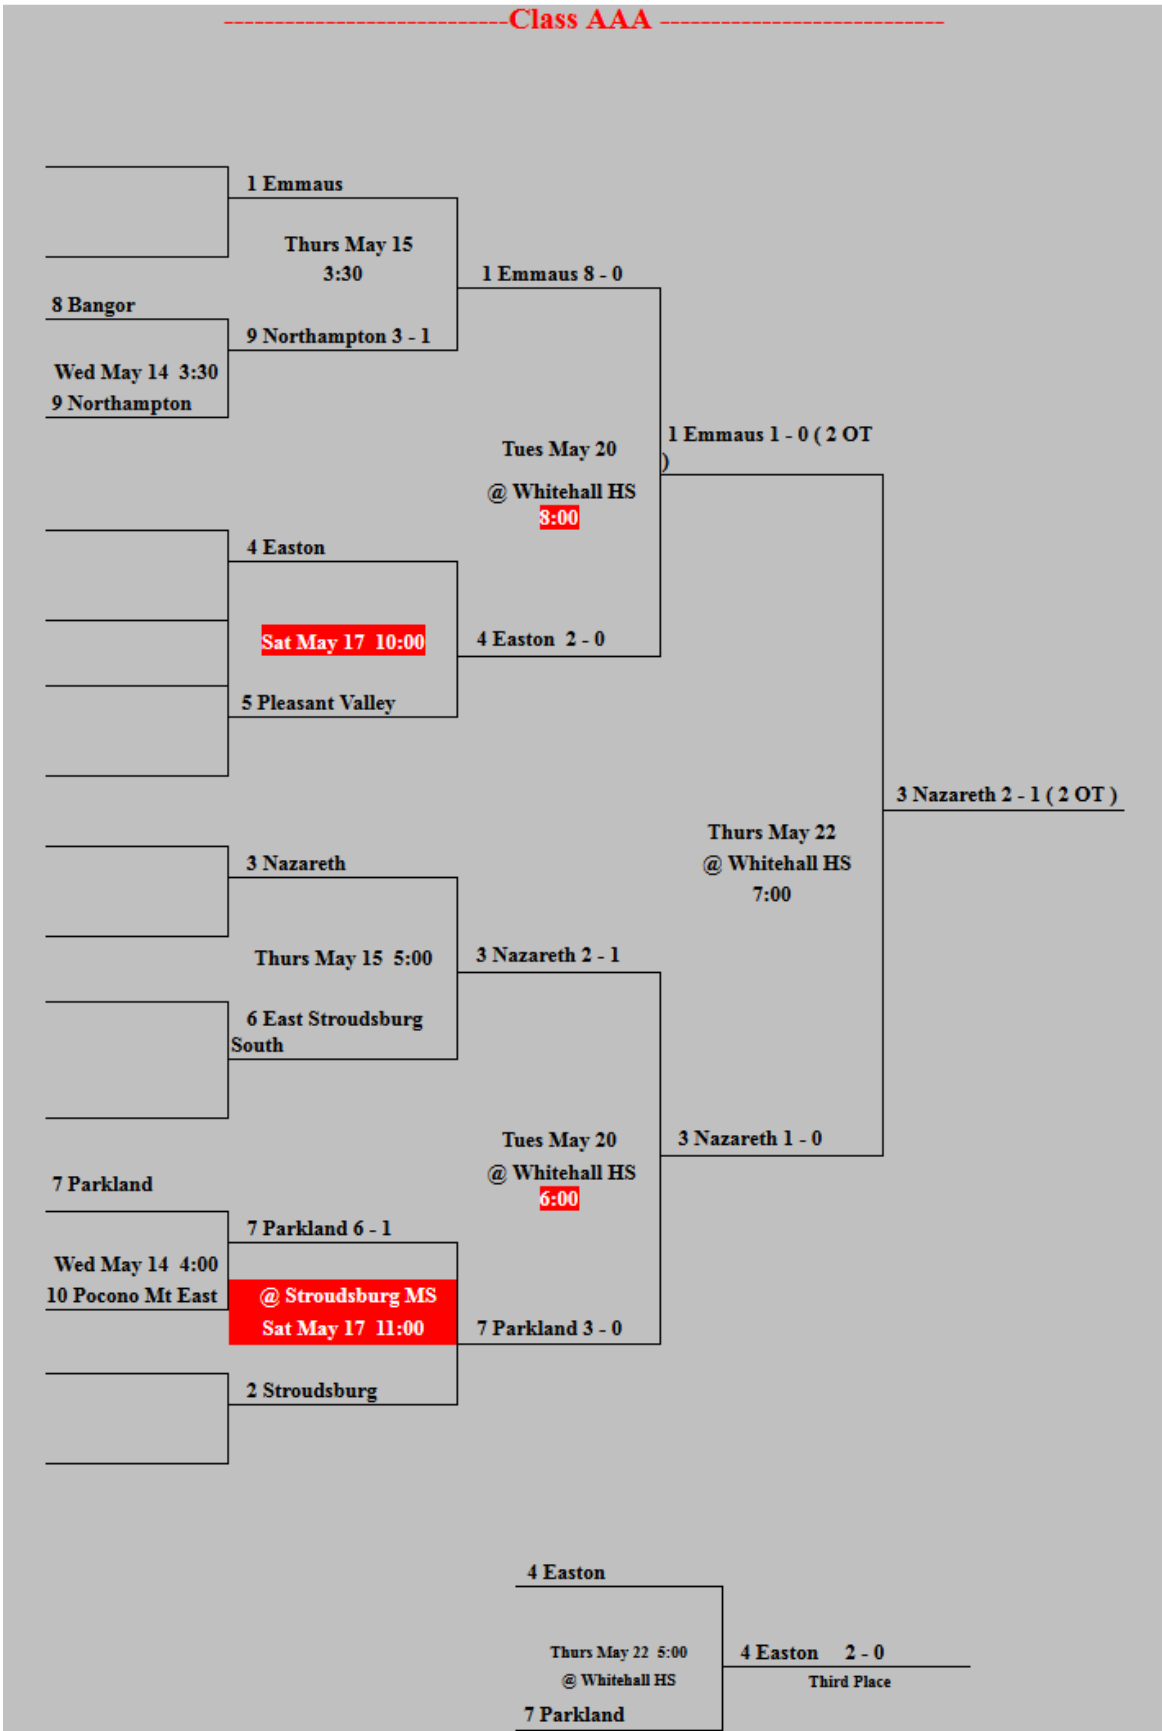 ----------------------------Class AAA ----------------------------
1 Emmaus
Thurs May 15
3:30
1 Emmaus 8 - 0
8 Bangor
9 Northampton 3 - 1
Wed May 14 3:30
9 Northampton
1 Emmaus 1 - 0 ( 2 OT
)
Tues May 20
@ Whitehall HS
8:00
4 Easton
Sat May 17 10:00
4 Easton 2 - 0
5 Pleasant Valley
3 Nazareth 2 - 1 ( 2 OT )
Thurs May 22
@ Whitehall HS
7:00
3 Nazareth
Thurs May 15 5:00
3 Nazareth 2 - 1
6 East Stroudsburg
South
Tues May 20
@ Whitehall HS
6:00
3 Nazareth 1 - 0
7 Parkland
7 Parkland 6 - 1
Wed May 14 4:00
10 Pocono Mt East
@ Stroudsburg MS
Sat May 17 11:00
7 Parkland 3 - 0
2 Stroudsburg
4 Easton
Thurs May 22 5:00
@ Whitehall HS
4 Easton 2 - 0
Third Place
7 Parkland